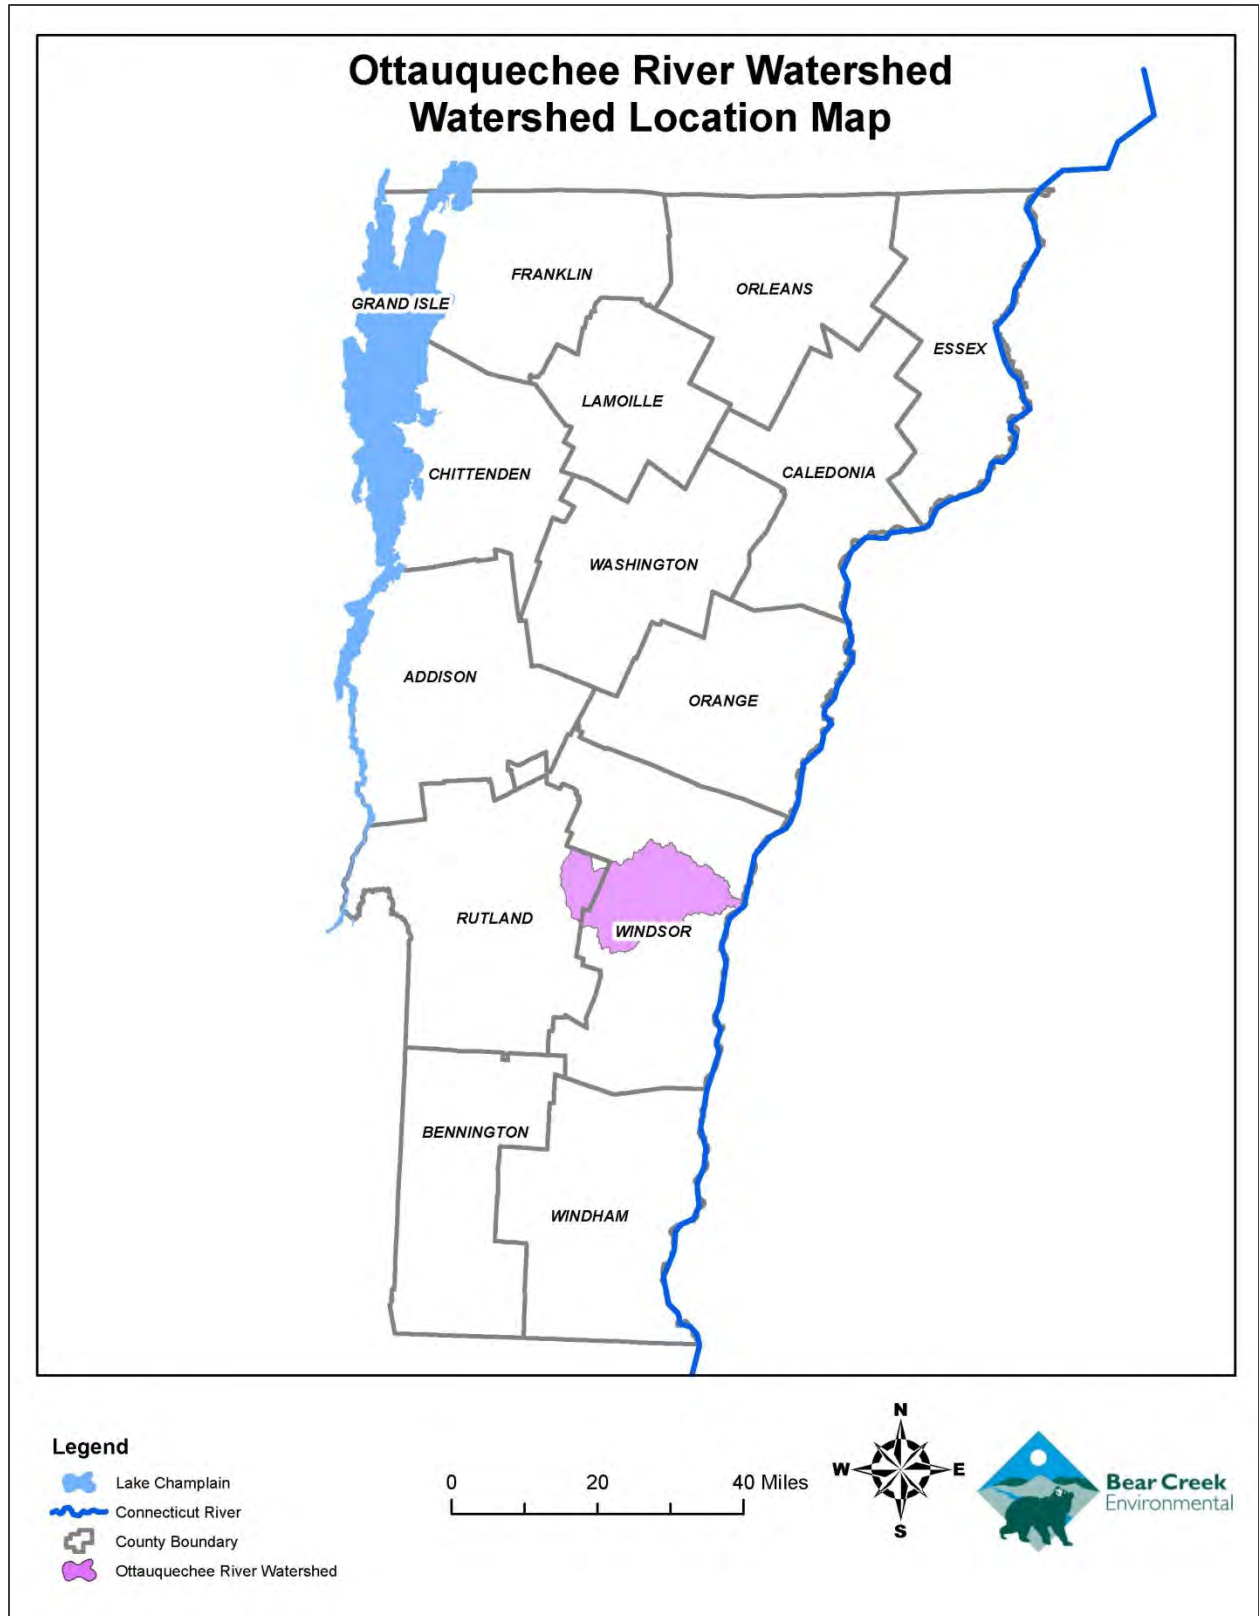 Ottauquechee River Watershed
Watershed Location Map
FRANKLIN
ORLEANS
GRAND ISLE
ESSEX
LAMOILLE
CHITTENDEN
CALEDONIA
WASHINGTON
ADDISON
ORANGE
RUTLAND
WINDSOR
BENNINGTON
WINDHAM
Legend
Lake Champlain
Connecticut River
County Boundary
Ottauquechee River Watershed
0 20 40 Miles
N
W E
S
Bear Creek
Environmental